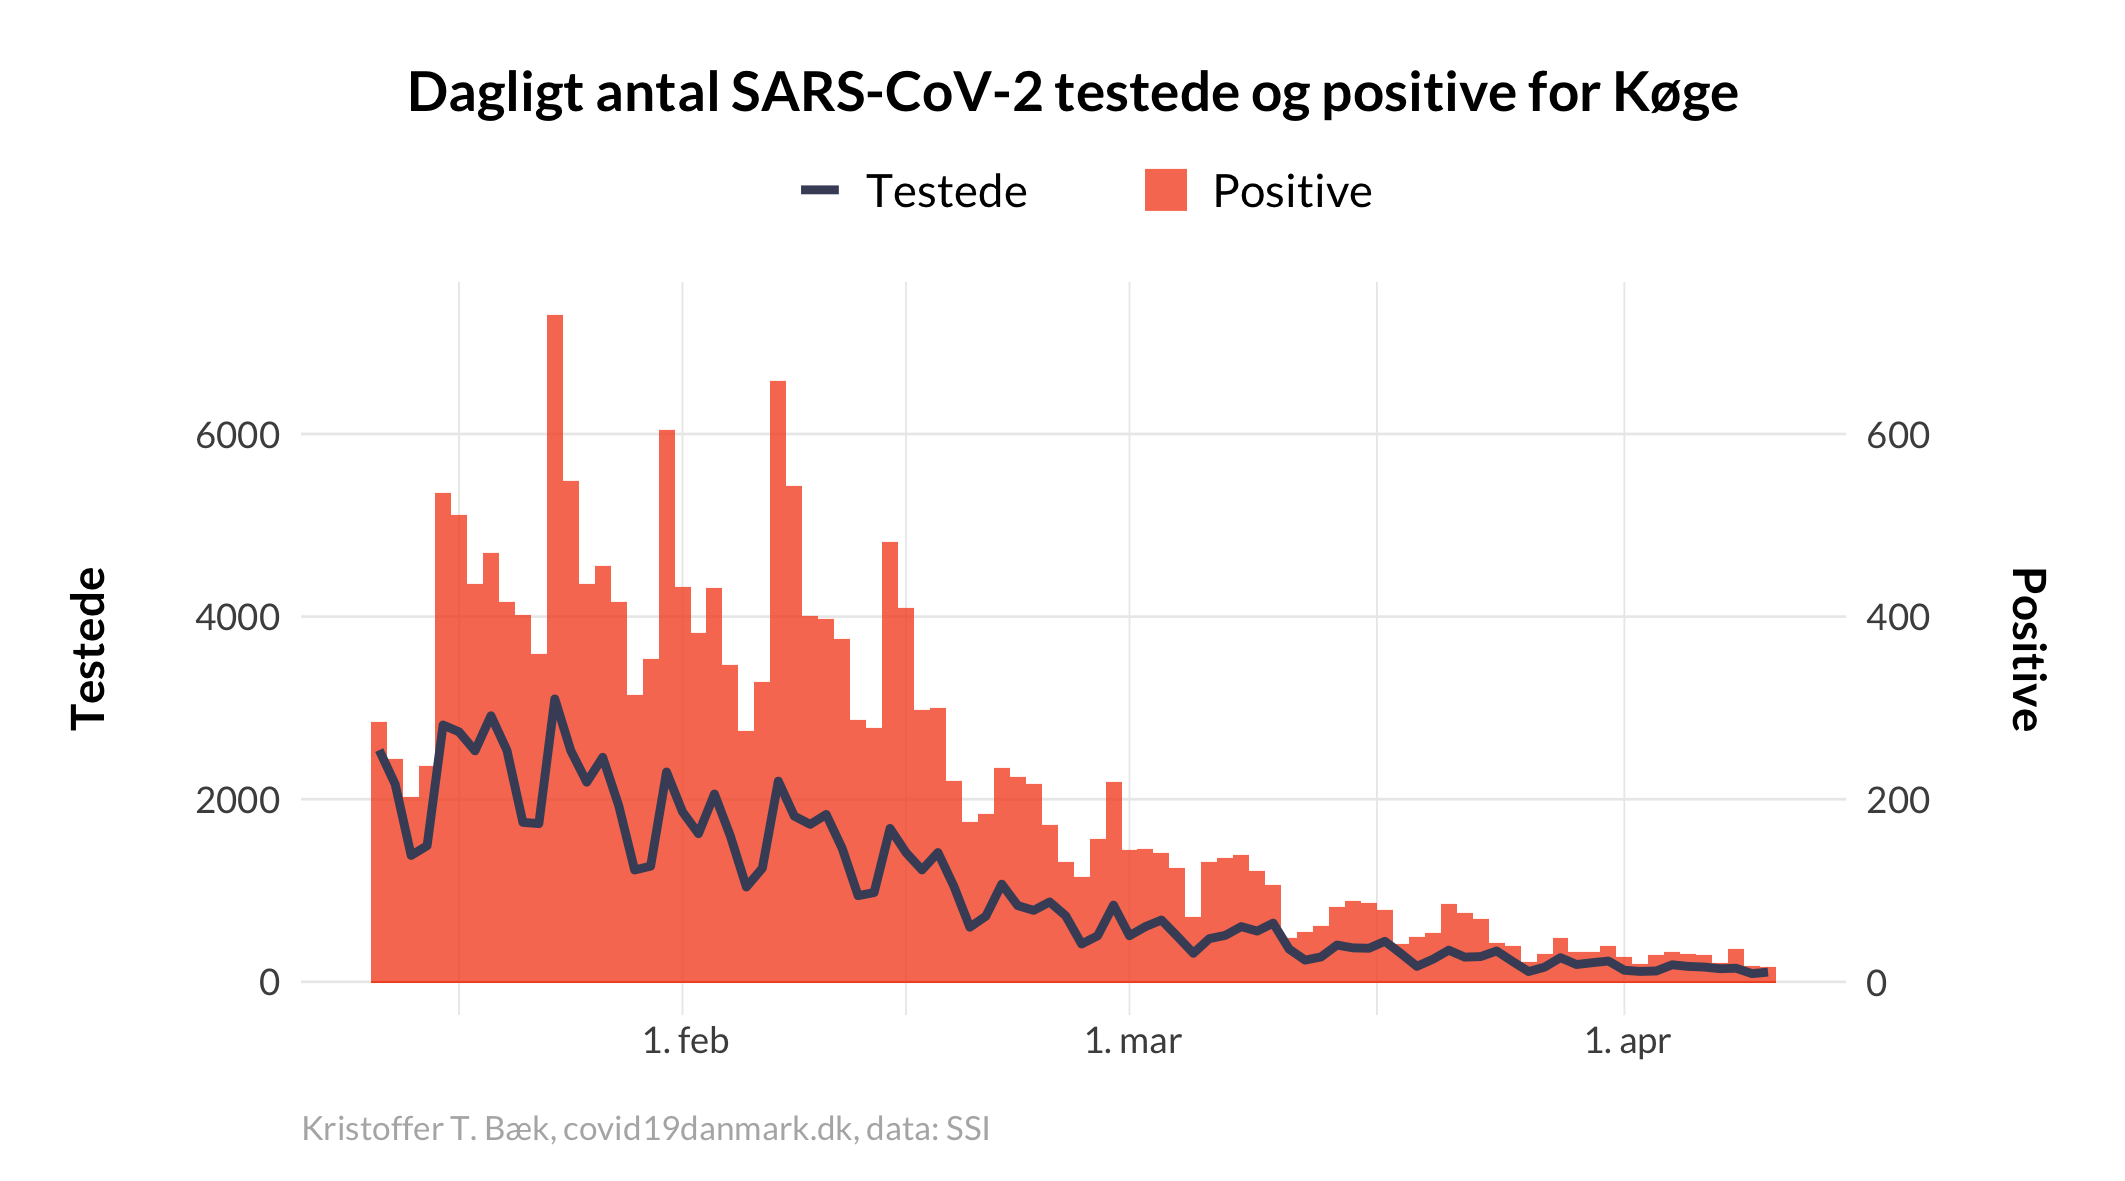 Dagligt antal SARS-CoV-2 testede og positive for Køge
Testede Positive
6000 600
4000 400
2000 200
0 0
Testede
Positive
1. feb 1. mar 1. apr
Kristoffer T. Bæk, covid19danmark.dk, data: SSI